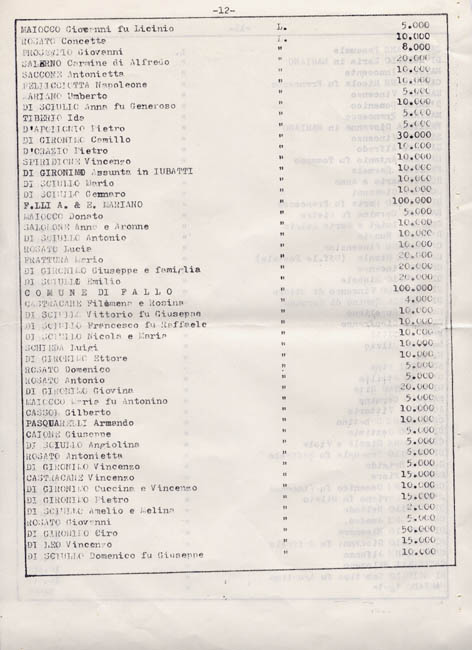 -12-
MAIOCCO Giovanni fu Licinio L. 5.000
ROSATO Concetta L. 10.000
PROSPERO Giovanni " 8.000
SALERNO Carmine di Alfredo " 20.000
SACCONE Antonietta " 10.000
PELLICCIOTTA Napoleone " 10.000
MARIANO Umberto " 5.000
DI SCIULLO Anna fu Generoso " 10.000
TIBERIO Ida " 5.000
D'APOLLONIO Pietro " 5.000
DI GIRONIMO Camillo " 30.000
D'ORAZIO Pietro " 10.000
SPIRIDIONE Vincenzo " 10.000
DI GIRONIMO Assunta in IUBATTI " 10.000
DI SCIULLO Mario " 10.000
DI SCIULLO Gennaro " 10.000
F.LLI A. & E. MARIANO " 100.000
MAIOCCO Donato " 5.000
SALOMONE Anna e Aronne " 10.000
DI SCIULLO Antonio " 10.000
ROSATO Lucia " 10.000
FRATTURA Mario " 20.000
DI GIRONIMO Giuseppe e famiglia " 20.000
DI SCIULLO Emilio " 20.000
C O M U N E DI F A L L O " 100.000
CASTRACANE Filomena e Rosina " 4.000
DI SCIULLO Vittorio fu Giuseppe " 10.000
DI SCIULLO Francesco fu Raffaele " 10.000
DI SCIULLO Nicola e Maria " 10.000
Luigi " 10.000
DI GIRONIMO Ettore " 10.000
ROSATO Domenico " 5.000
ROSATO Antonio " 5.000
DI GIRONIMO Giovina " 20.000
MAIOCCO Maria fu Antonino " 5.000
CASSOL Gilberto " 10.000
PASQUARELLI Armando " 10.000
CAIONE Giuseppe " 5.000
DI SCIULLO Angiolina " 5.000
ROSATO Antonietta " 5.000
DI GIRONIMO Vincenzo " 5.000
CASTRACANE Vincenzo " 15.000
DI GIRONIMO Cuccina e Vincenzo " 10.000
DI GIRONIMO Pietro " 15.000
DI SCIULLO Amelio e Melina " 2.000
ROSATO Giovanni " 5.000
DI GIRONIMO Ciro " 50.000
DI LEO Vincenzo " 15.000
DI SCIULLO Domenico fu Giuseppe " 10.000